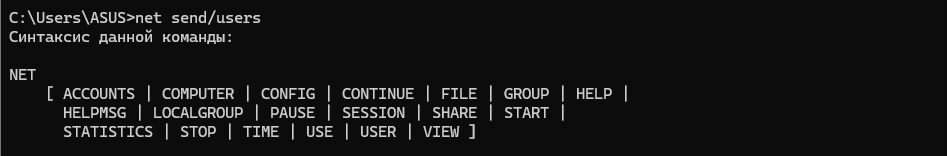 C:\Users\ASUS>net send/users
Синтаксис данной команды:
NET
[ ACCOUNTS | COMPUTER | CONFIG | CONTINUE | FILE | GROUP | HELP |
HELPMSG | LOCALGROUP | PAUSE | SESSION | SHARE | START |
STATISTICS | STOP | TIME | USE | USER | VIEW ]